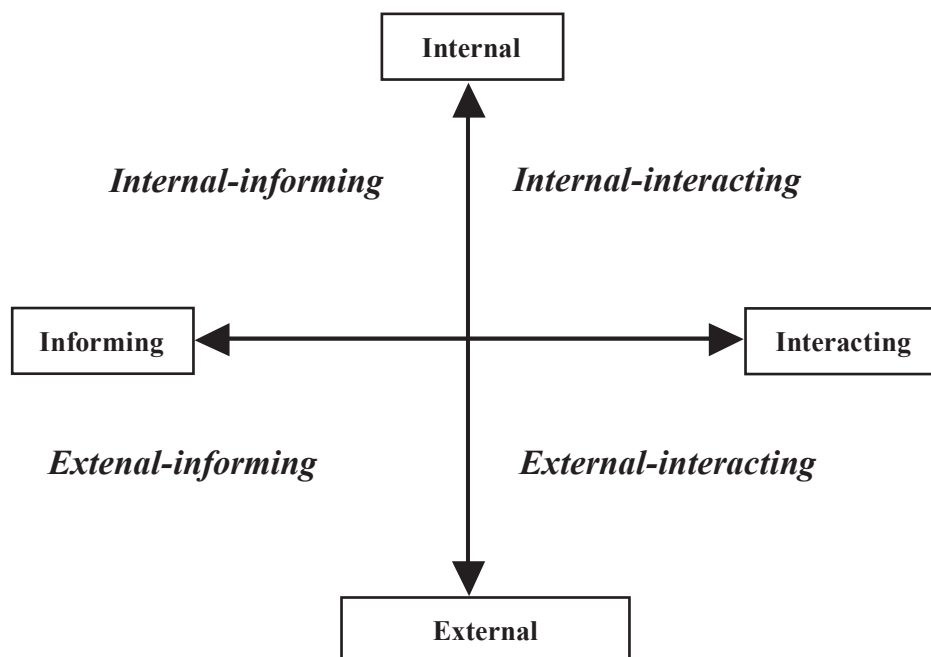 Internal
Internal-informing
Internal-interacting
Informing
Interacting
Extenal-informing
External-interacting
External